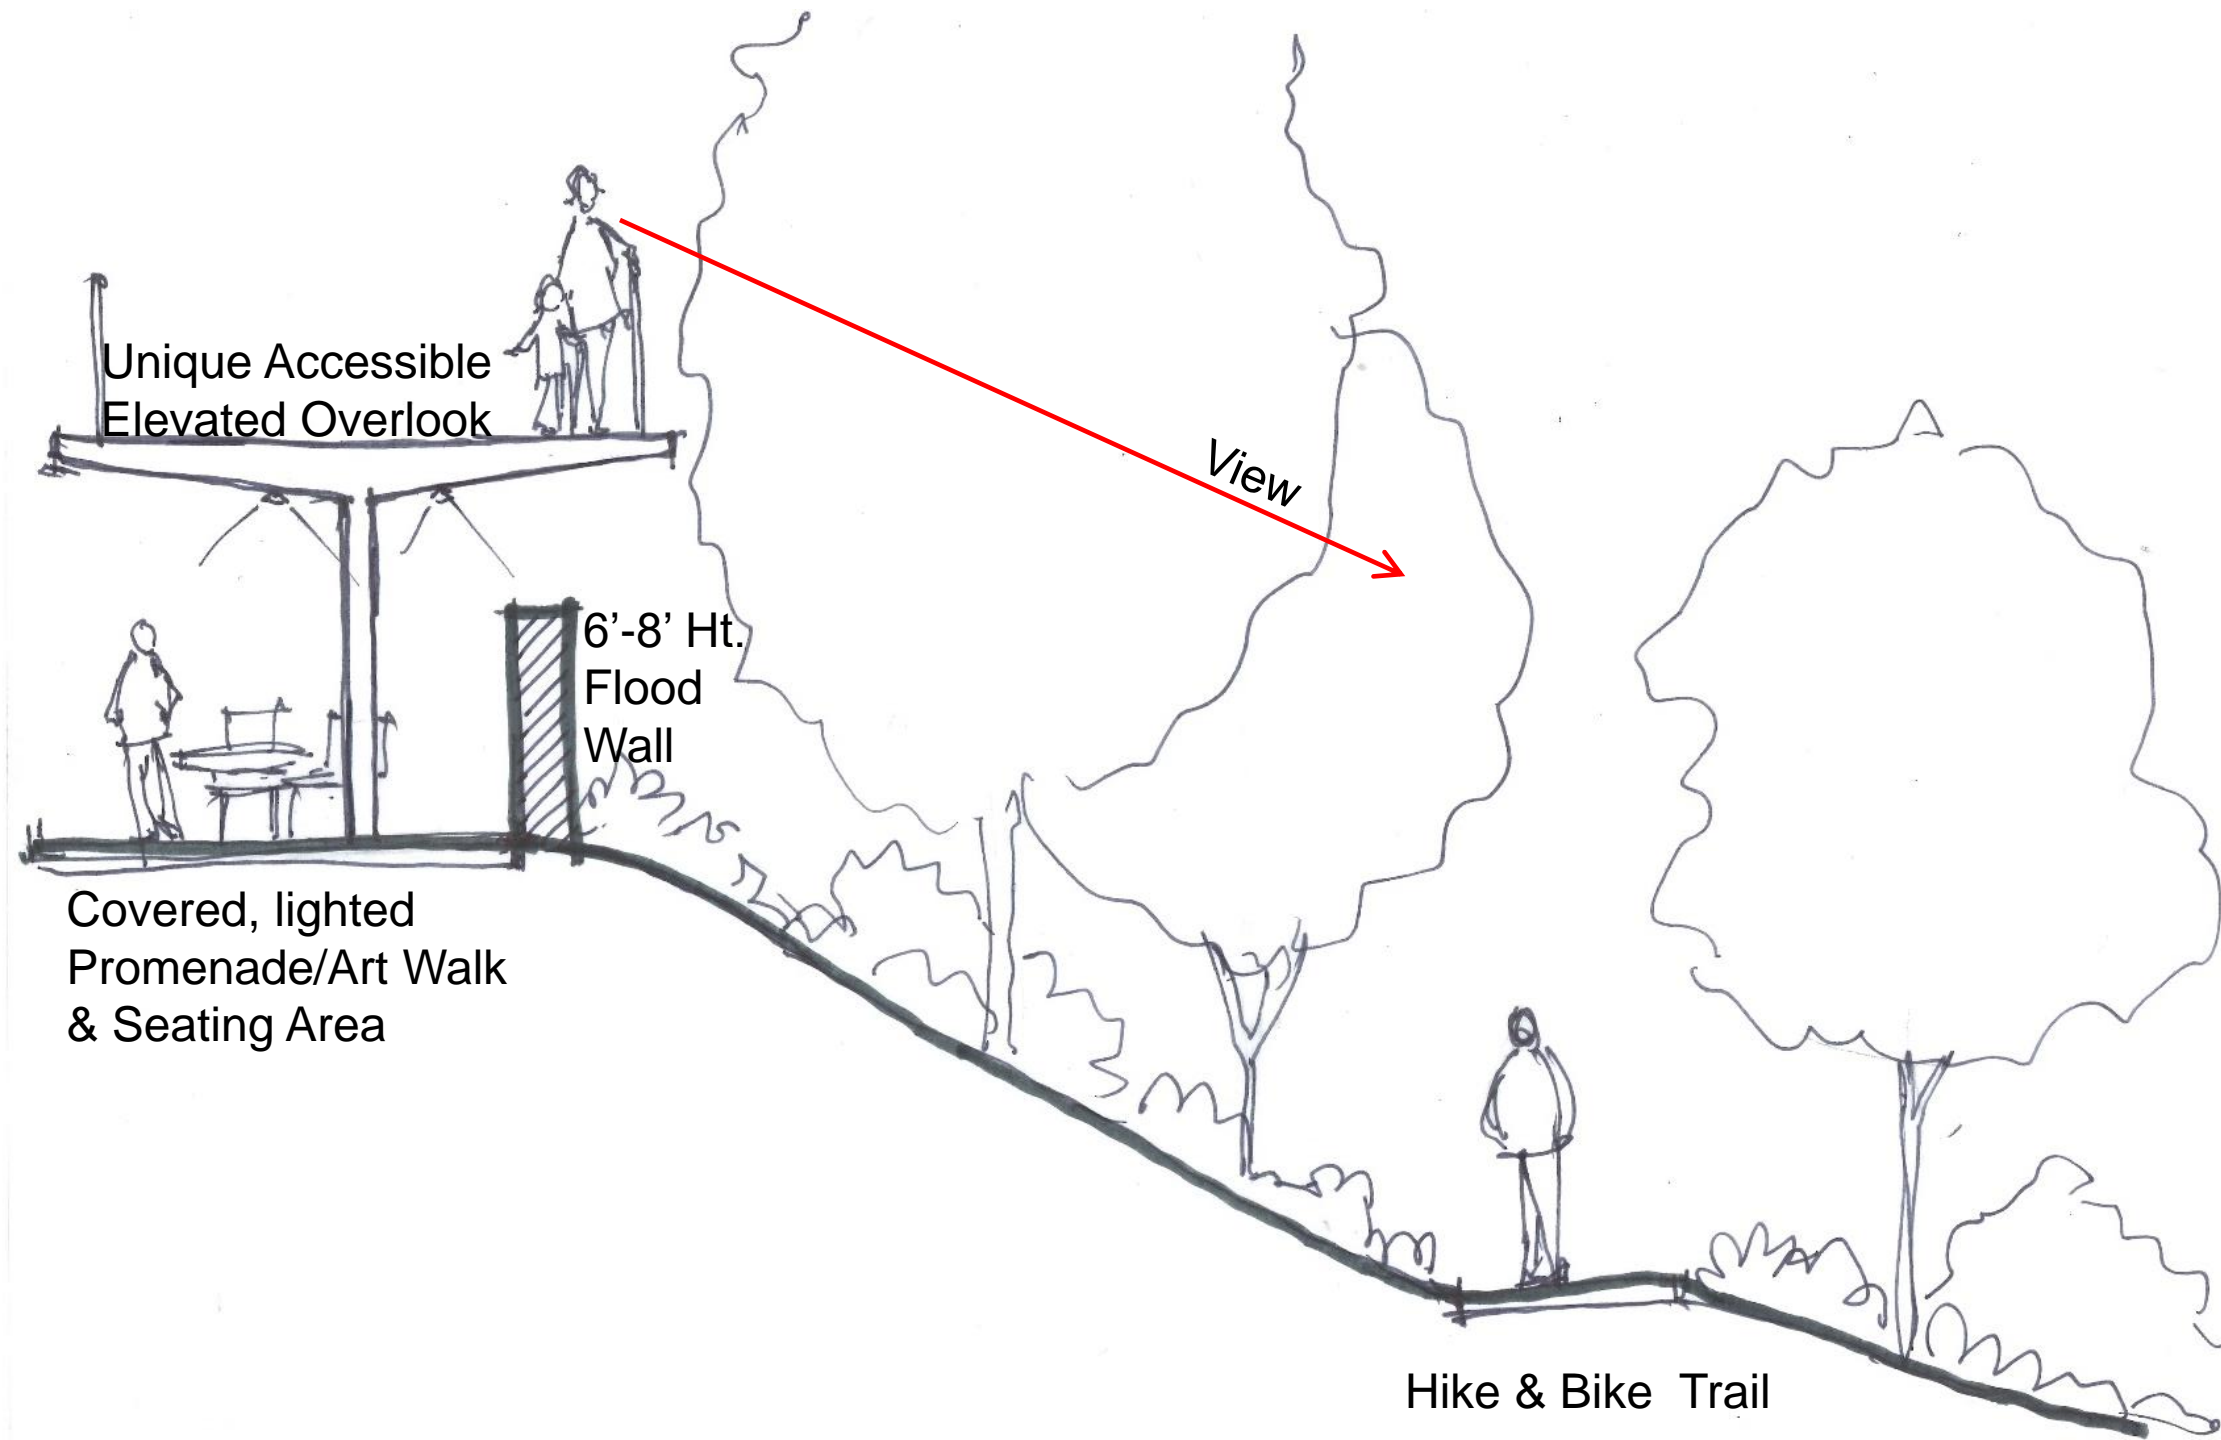 Unique Accessible
Elevated Overlook
View
6’-8’ Ht.
Flood
Wall
Covered, lighted
Promenade/Art Walk
& Seating Area
Hike & Bike  Trail